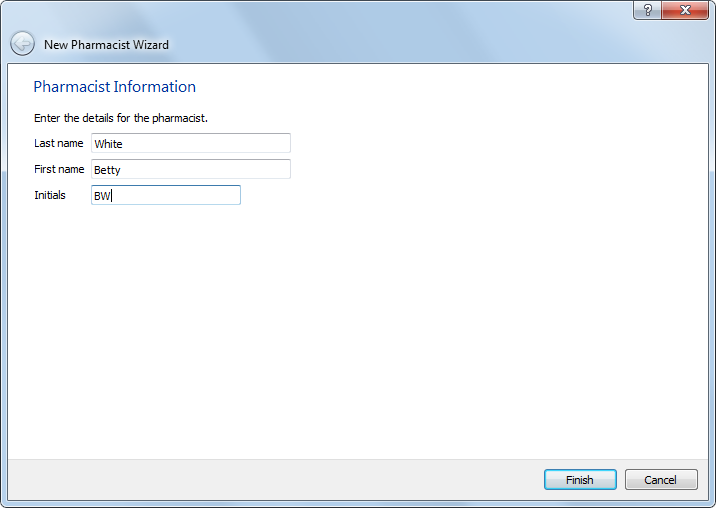 ?
New Pharmacist Wizard
Pharmacist Information
Enter the details for the pharmacist.
Last name White
First name Betty
Initials BW
Finish Cancel